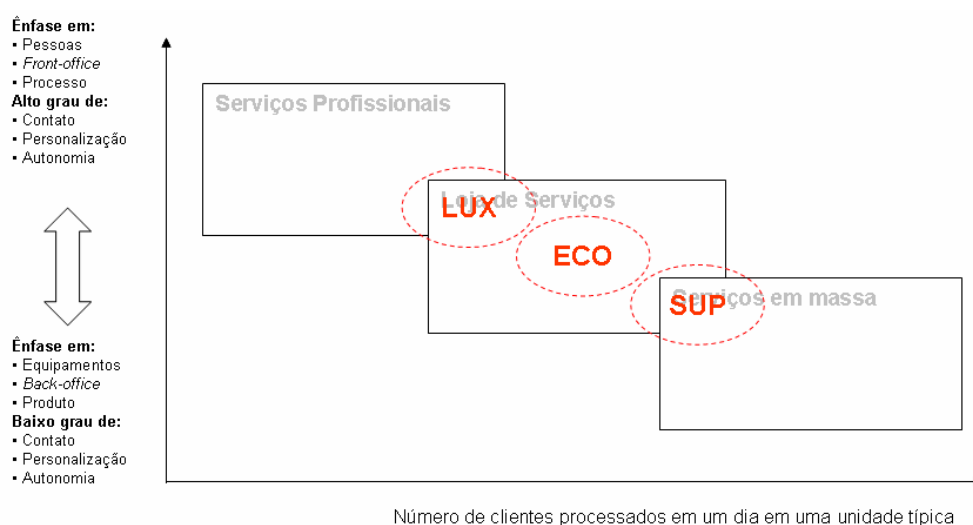 Ênfase em:
▪ Pessoas
▪ Front-office
▪ Processo
Alto grau de:
▪ Contato
▪ Personalização
▪ Autonomia
Ênfase em:
▪ Equipamentos
▪ Back-office
▪ Produto
Baixo grau de:
▪ Contato
▪ Personalização
▪ Autonomia
Serviços Profissionais
Loja de Serviços
LUX
ECO
Serviços em massa
SUP
Número de clientes processados em um dia em uma unidade típica